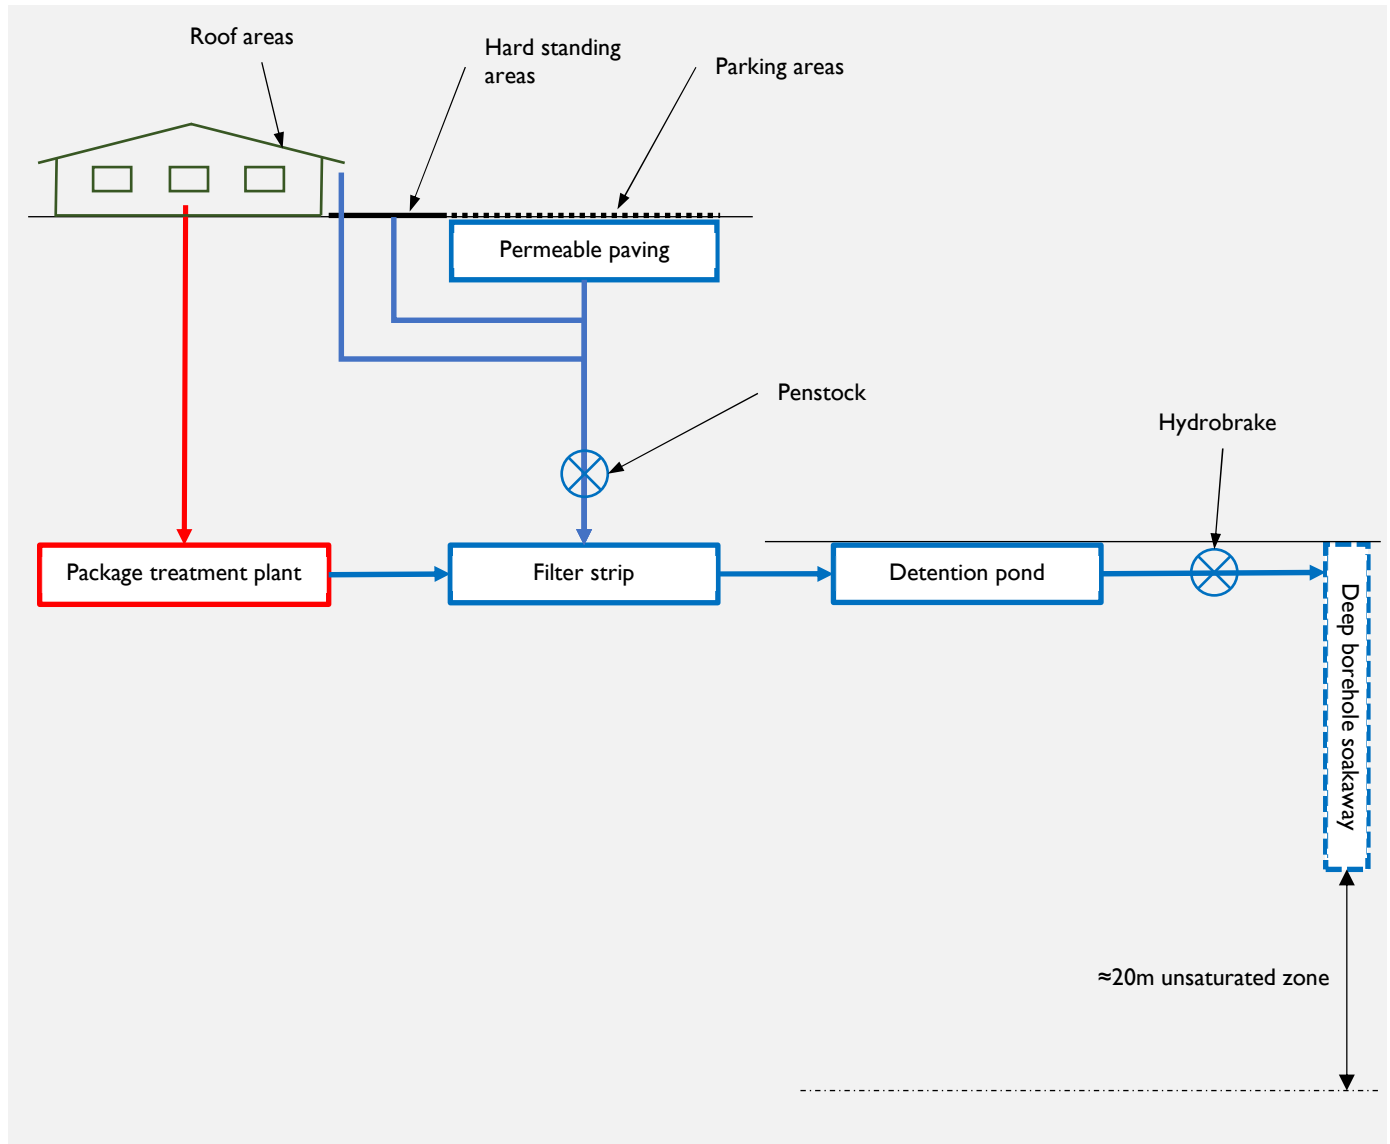 Roof areas
Hard standing
areas
Parking areas
Permeable paving
Penstock
Hydrobrake
Package treatment plant
Filter strip
Detention pond
Deep borehole soakaway
≈20m unsaturated zone